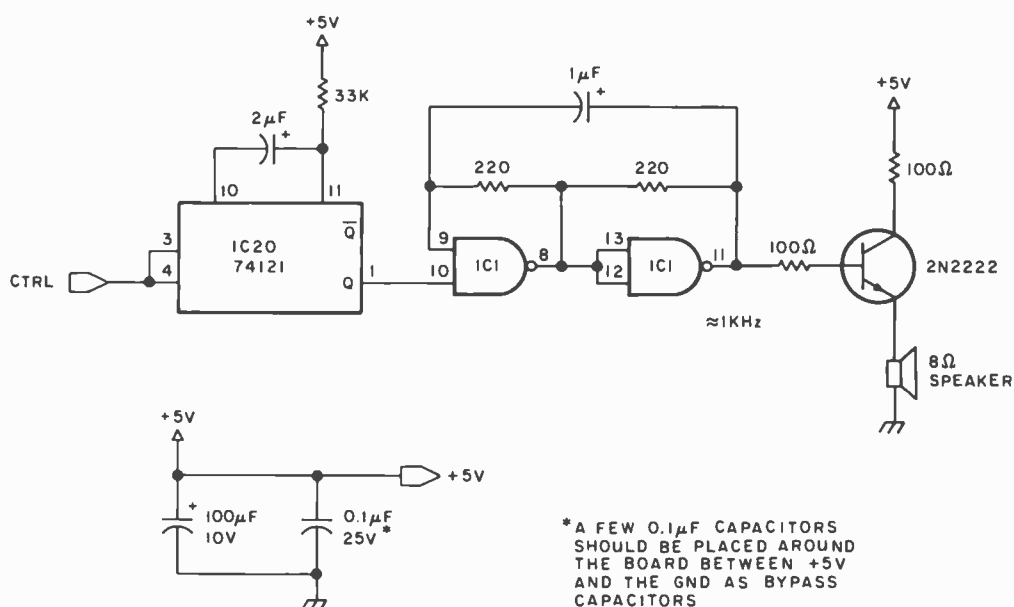 +5V
33K
2µF
+
10
11
3
4
CTRL
IC20
74121
Q̅
Q
1
1µF
+
220
220
9
10
IC1
8
13
12
IC1
11
≈1KHz
100Ω
+5V
100Ω
2N2222
8Ω
SPEAKER
+5V
+5V
+
100µF
10V
0.1µF
25V*
*A FEW 0.1µF CAPACITORS
SHOULD BE PLACED AROUND
THE BOARD BETWEEN +5V
AND THE GND AS BYPASS
CAPACITORS